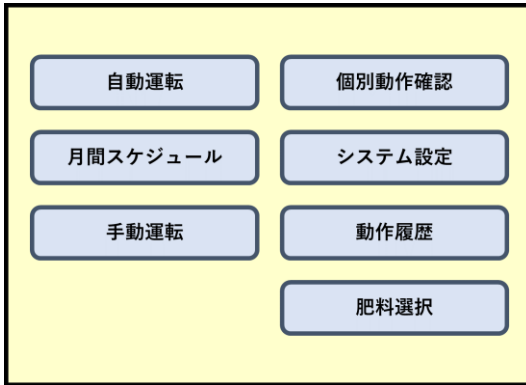 自動運転
個別動作確認
月間スケジュール
システム設定
手動運転
動作履歴
肥料選択